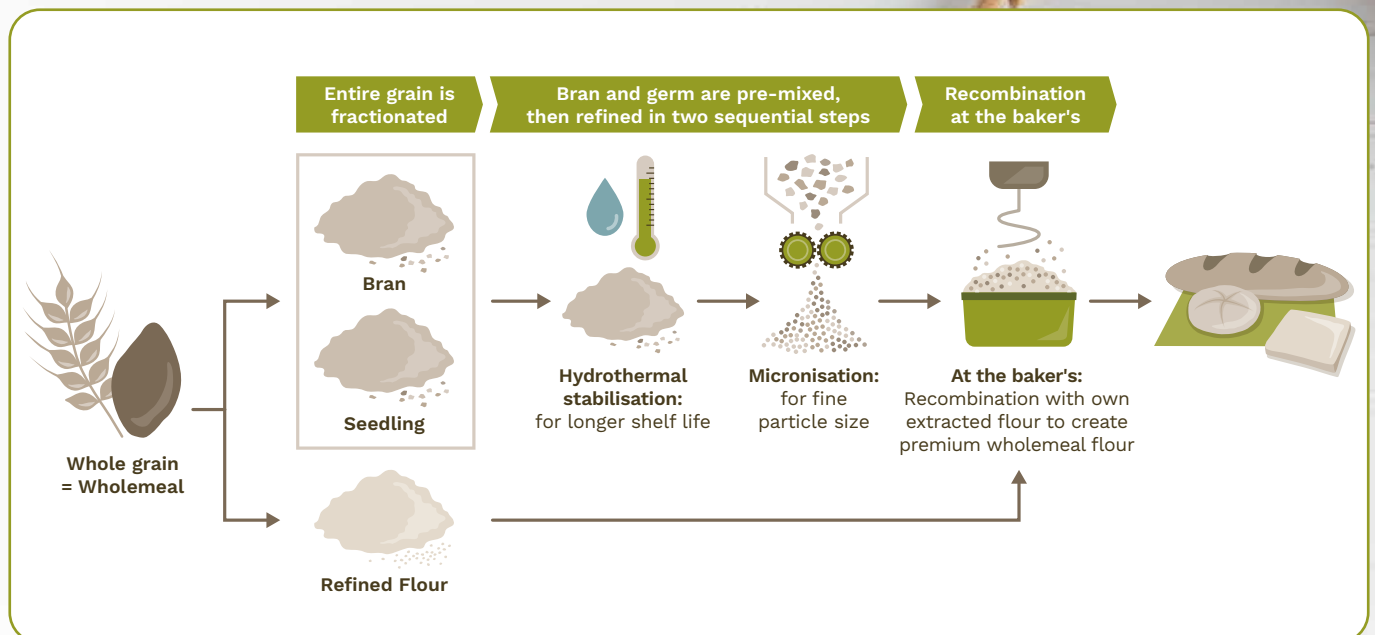 Entire grain is
fractionated
Bran and germ are pre-mixed,
then refined in two sequential steps
Recombination
at the baker's
Bran
Seedling
Whole grain
= Wholemeal
Refined Flour
Hydrothermal
stabilisation:
for longer shelf life
Micronisation:
for fine
particle size
At the baker's:
Recombination with own
extracted flour to create
premium wholemeal flour